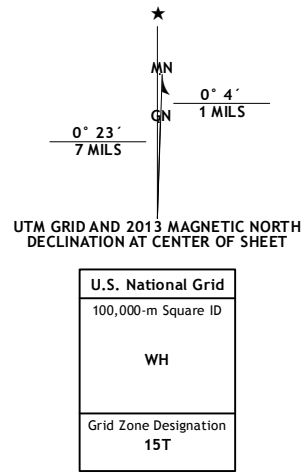 MN
GN
0° 4´
1 MILS
0° 23´
7 MILS
UTM GRID AND 2013 MAGNETIC NORTH
DECLINATION AT CENTER OF SHEET
U.S. National Grid
100,000-m Square ID
WH
Grid Zone Designation
15T